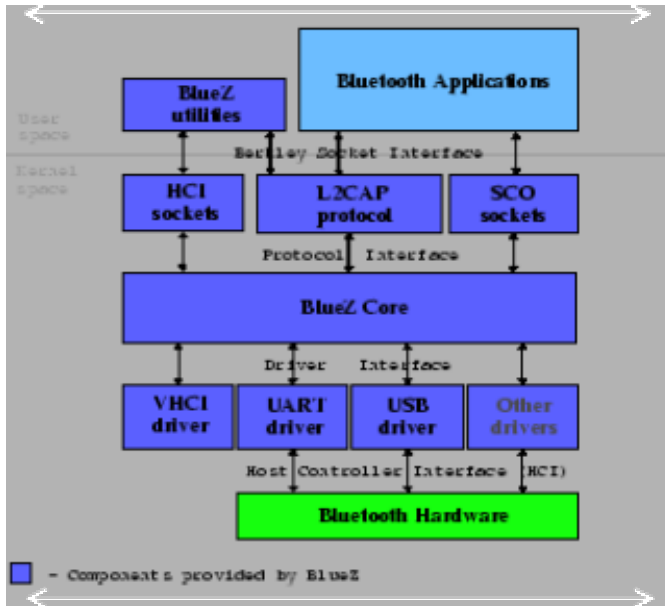 Bluetooth Applications
BlueZ
utilities
User
space
Berkley Socket Interface
Kernel
space
HCI
sockets
L2CAP
protocol
SCO
sockets
Protocol Interface
BlueZ Core
Driver Interface
VHCI
driver
UART
driver
USB
driver
Other
drivers
Host Controller Interface (HCI)
Bluetooth Hardware
- Components provided by BlueZ